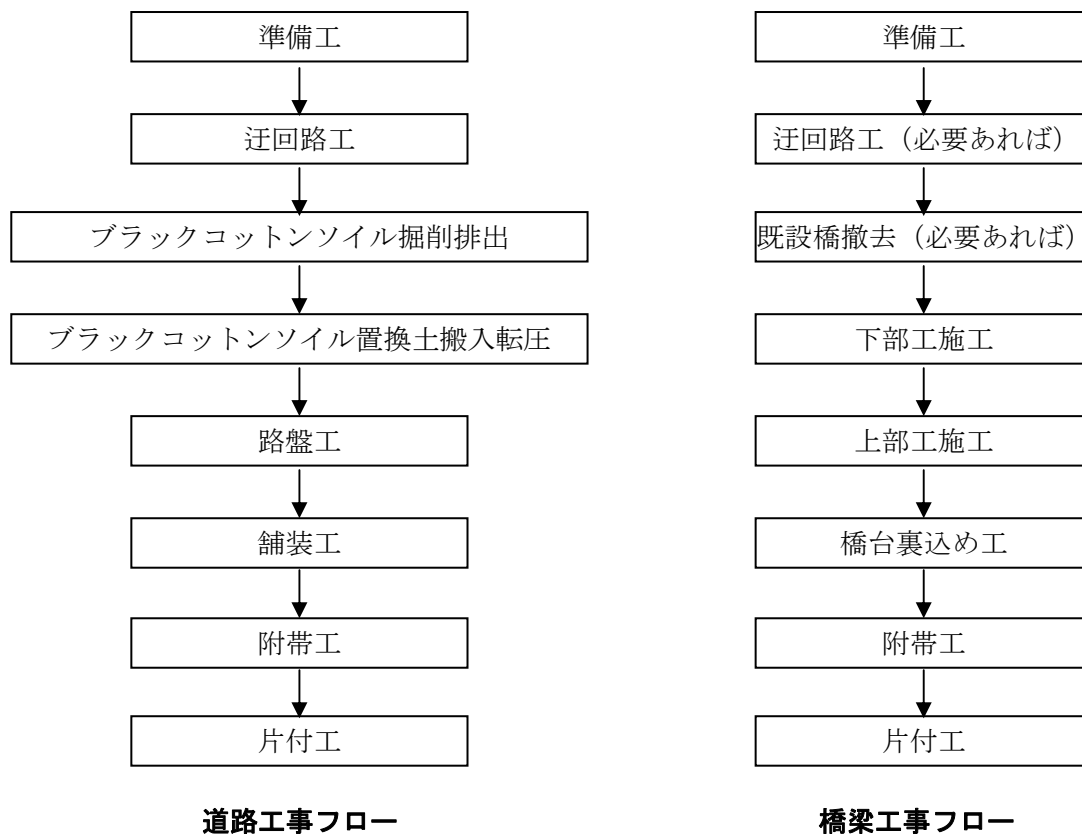 準備工
迂回路工
ブラックコットンソイル掘削排出
ブラックコットンソイル置換土搬入転圧
路盤工
舗装工
附帯工
片付工
道路工事フロー
準備工
迂回路工（必要あれば）
既設橋撤去（必要あれば）
下部工施工
上部工施工
橋台裏込め工
附帯工
片付工
橋梁工事フロー